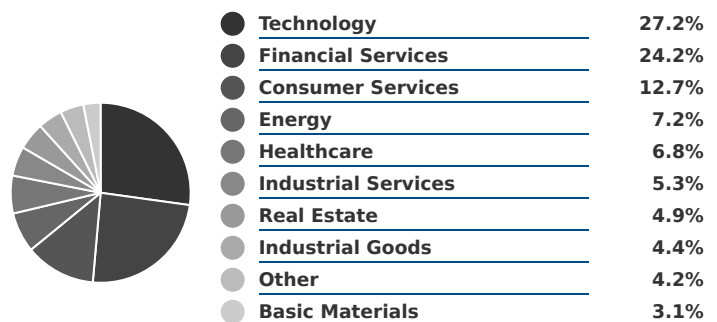 Technology 27.2%
Financial Services 24.2%
Consumer Services 12.7%
Energy 7.2%
Healthcare 6.8%
Industrial Services 5.3%
Real Estate 4.9%
Industrial Goods 4.4%
Other 4.2%
Basic Materials 3.1%